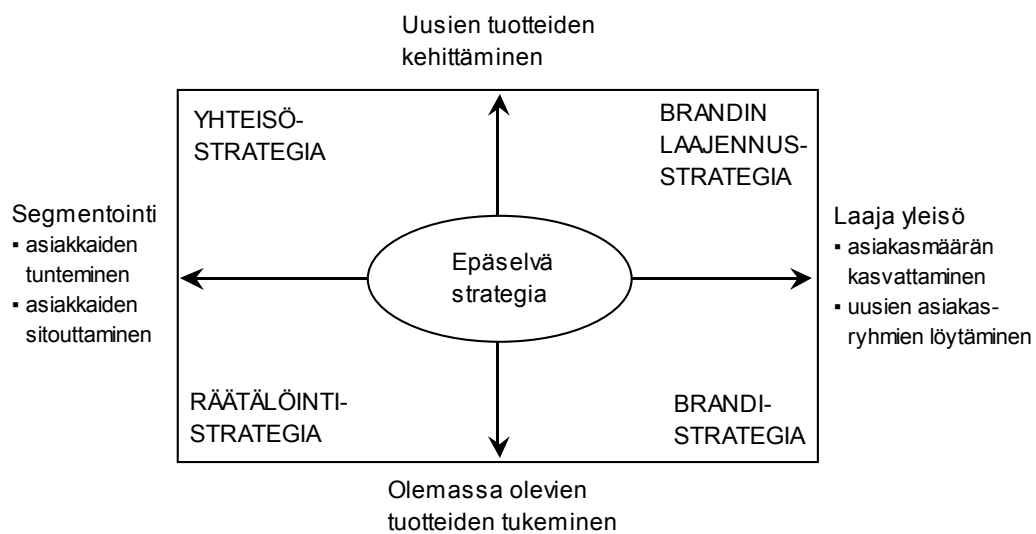 Uusien tuotteiden
kehittäminen
YHTEISÖ-
STRATEGIA
BRANDIN
LAAJENNUS-
STRATEGIA
Segmentointi
▪ asiakkaiden
tunteminen
▪ asiakkaiden
sitouttaminen
Epäselvä
strategia
Laaja yleisö
▪ asiakasmäärän
kasvattaminen
▪ uusien asiakas-
ryhmien löytäminen
RÄÄTÄLÖINTI-
STRATEGIA
BRANDI-
STRATEGIA
Olemassa olevien
tuotteiden tukeminen